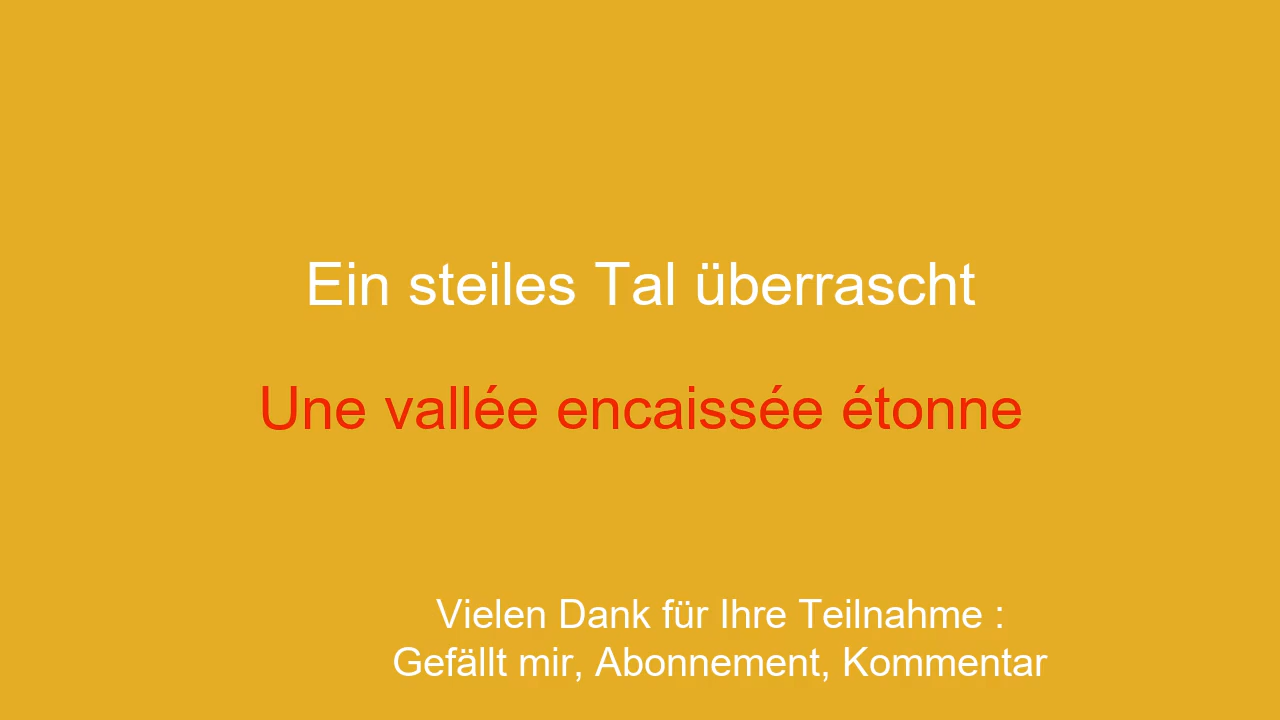 Ein steiles Tal überrascht
Une vallée encaissée étonne
Vielen Dank für Ihre Teilnahme :
Gefällt mir, Abonnement, Kommentar